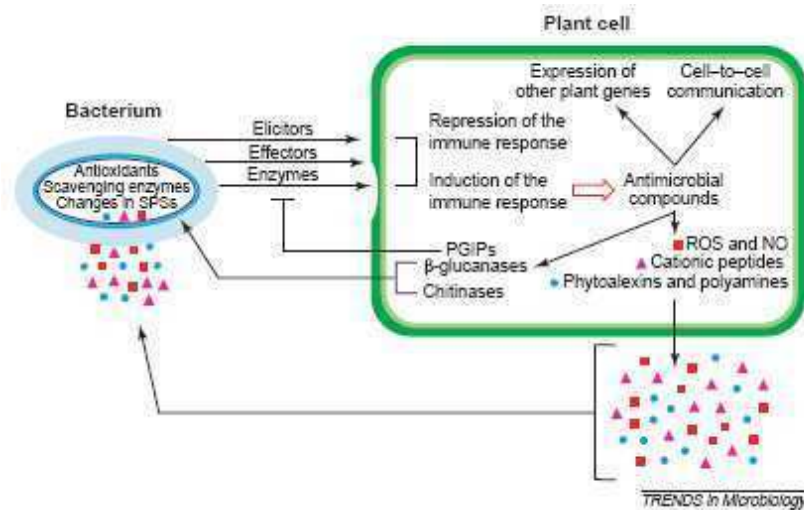 Plant cell
Bacterium
Antioxidants
Scavenging enzymes
Changes in SPSs
Elicitors
Effectors
Enzymes
Expression of
other plant genes
Cell–to–cell
communication
Repression of the
immune response
Induction of the
immune response
Antimicrobial
compounds
PGIPs
β-glucanases
Chitinases
ROS and NO
Cationic peptides
Phytoalexins and polyamines
TRENDS in Microbiology